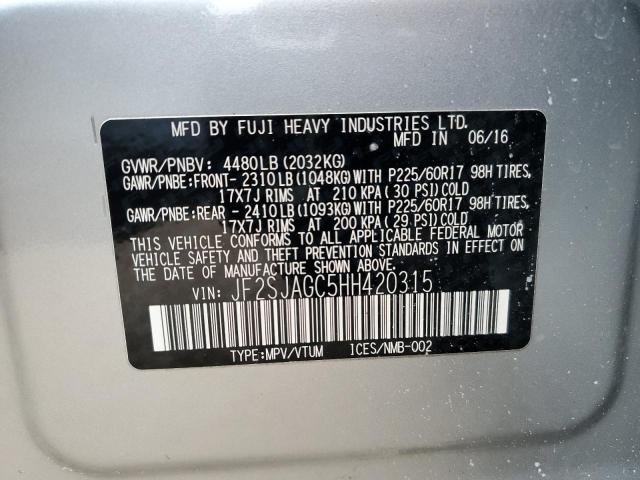 MFD BY FUJI HEAVY INDUSTRIES LTD.
MFD IN 06/16
GVWR/PNBV: 4480LB (2032KG)
GAWR/PNBE:FRONT- 2310LB (1048KG) WITH P225/60R17 98H TIRES,
17X7J RIMS AT 210 KPA (30 PSI) COLD
GAWR/PNBE:REAR - 2410LB (1093KG) WITH P225/60R17 98H TIRES,
17X7J RIMS AT 200 KPA (29 PSI) COLD
THIS VEHICLE CONFORMS TO ALL APPLICABLE FEDERAL MOTOR
VEHICLE SAFETY AND THEFT PREVENTION STANDARDS IN EFFECT ON
THE DATE OF MANUFACTURE SHOWN ABOVE.
VIN: JF2SJAGC5HH420315
TYPE:MPV/VTUM ICES/NMB-002